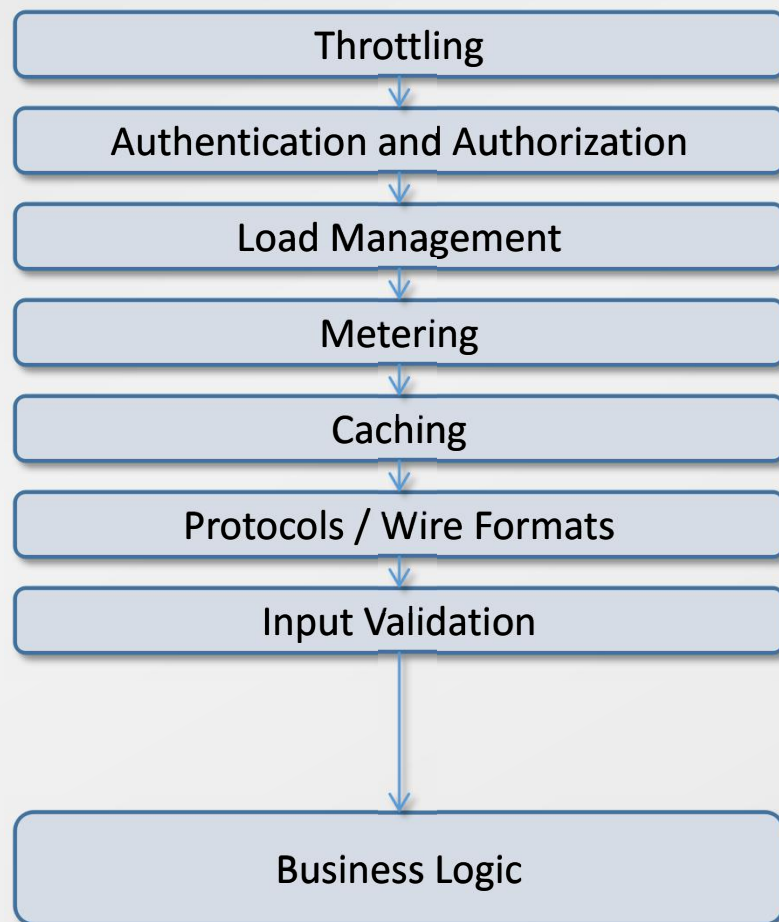 Throttling
Authentication and Authorization
Load Management
Metering
Caching
Protocols / Wire Formats
Input Validation
Business Logic